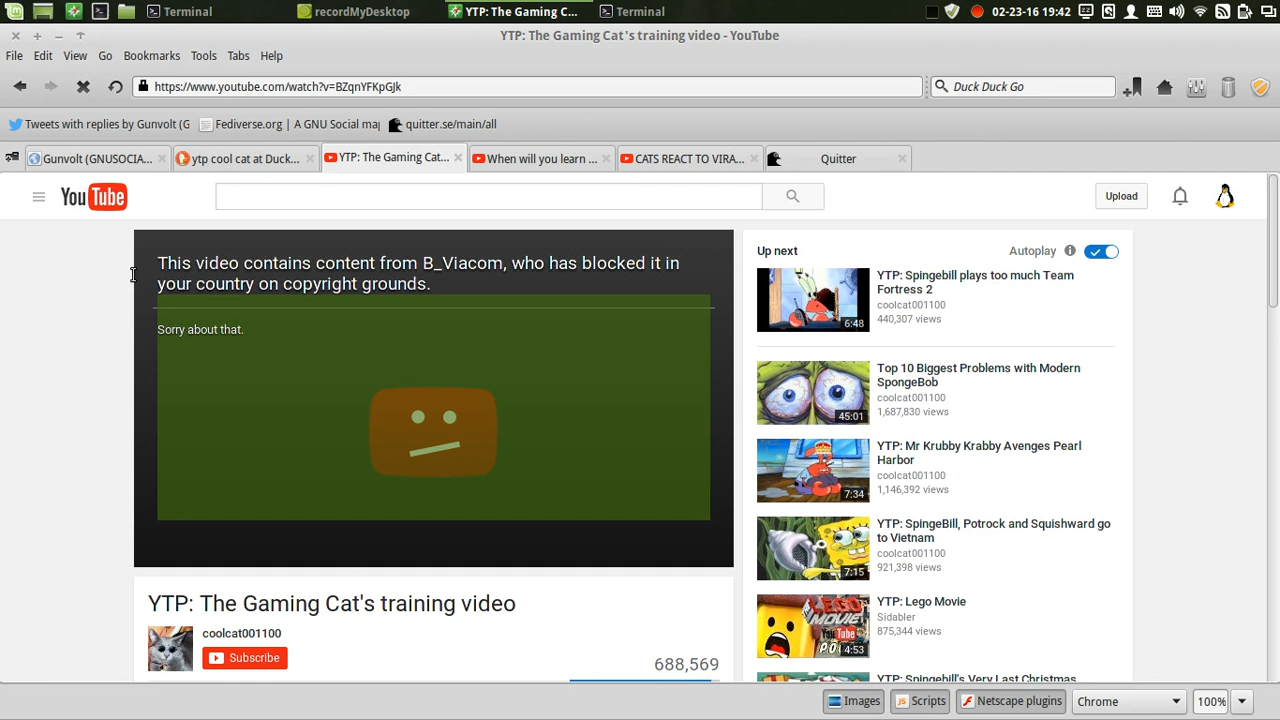 Terminal
recordMyDesktop
YTP: The Gaming C...
Terminal
02-23-16 19:42
YTP: The Gaming Cat's training video - YouTube
File Edit View Go Bookmarks Tools Tabs Help
https://www.youtube.com/watch?v=BZqnYFKpGJk
Duck Duck Go
Tweets with replies by Gunvolt (G
Fediverse.org | A GNU Social ma
quitter.se/main/all
Gunvolt (GNUSOCIA...
ytp cool cat at Duck...
YTP: The Gaming Cat...
When will you learn ...
CATS REACT TO VIRA...
Quitter
YouTube
Upload
This video contains content from B_Viacom, who has blocked it in
your country on copyright grounds.
Sorry about that.
YTP: The Gaming Cat's training video
coolcat001100
Subscribe
688,569
Up next
Autoplay
YTP: Spingebill plays too much Team
Fortress 2
coolcat001100
440,307 views
6:48
Top 10 Biggest Problems with Modern
SpongeBob
coolcat001100
1,687,830 views
45:01
YTP: Mr Krubby Krabby Avenges Pearl
Harbor
coolcat001100
1,146,392 views
7:34
YTP: SpingeBill, Potrock and Squishward go
to Vietnam
coolcat001100
921,398 views
7:15
YTP: Lego Movie
Sidabler
875,344 views
4:53
YTP: Spingebill's Very Last Christmas
Images
Scripts
Netscape plugins
Chrome
100%